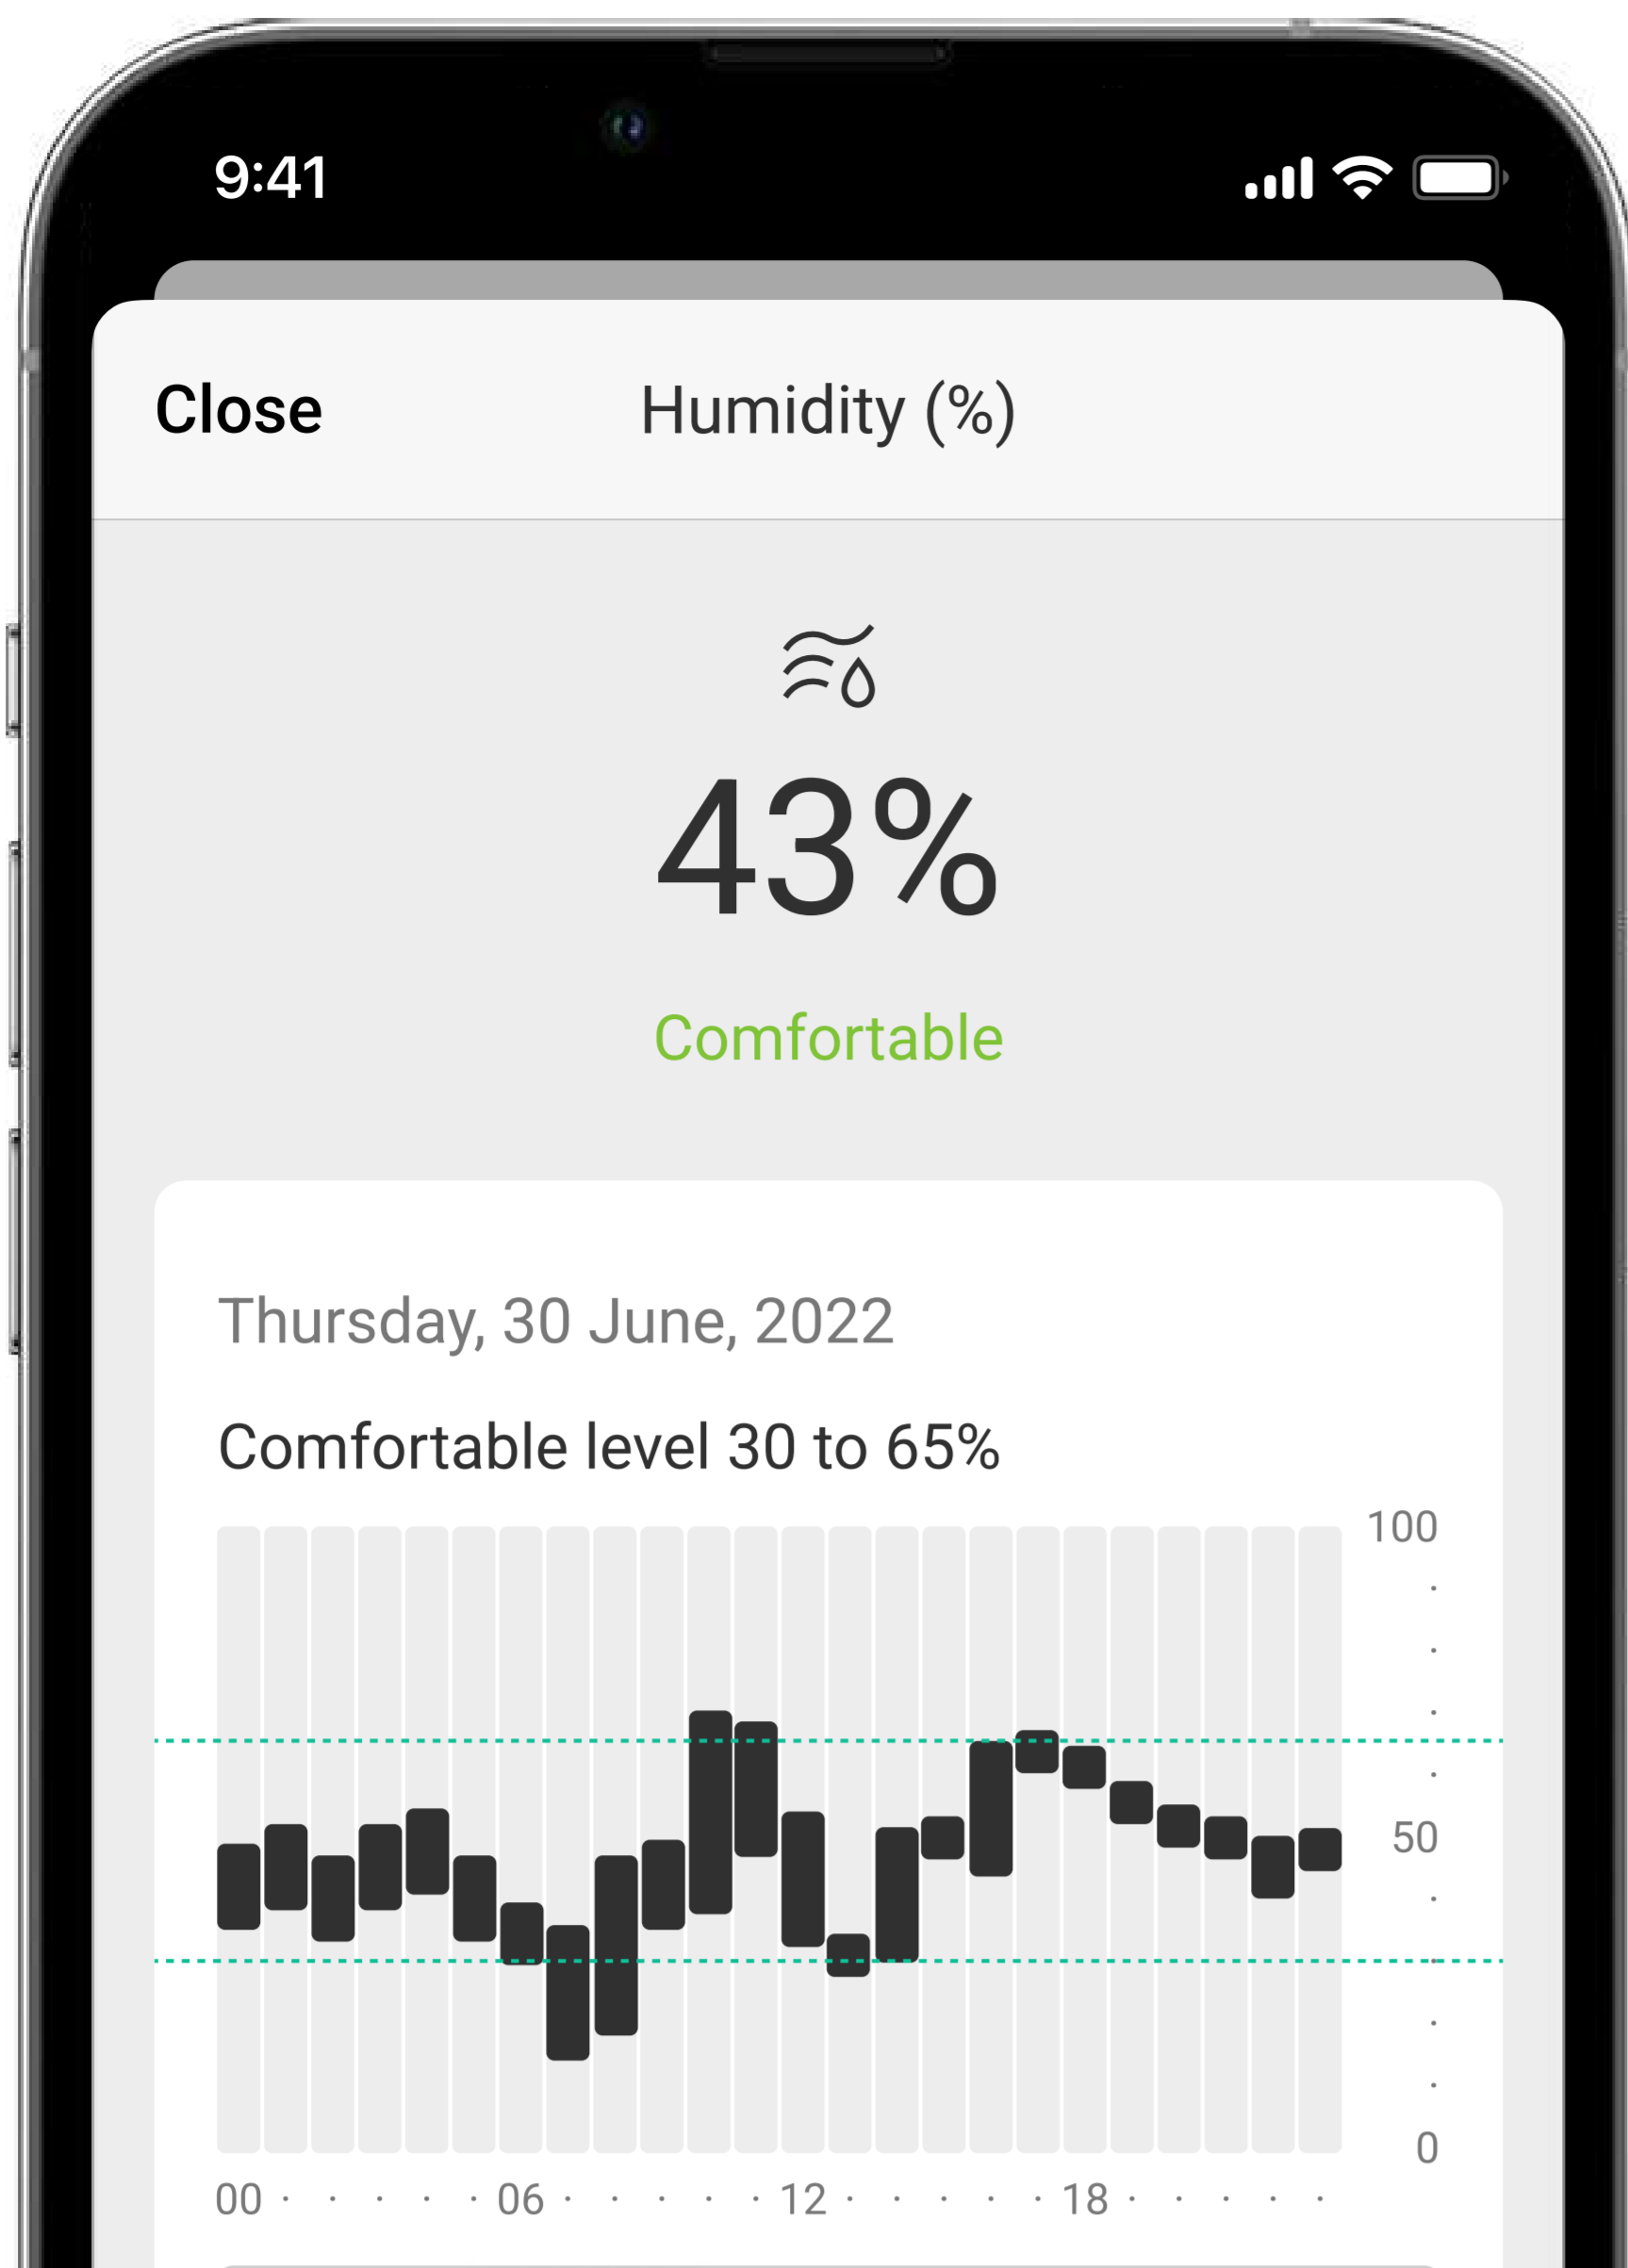 9:41
Close
Humidity (%)
43%
Comfortable
Thursday, 30 June, 2022
Comfortable level 30 to 65%
100
50
0
00 · · · · · 06 · · · · · 12 · · · · · 18 · · · · ·